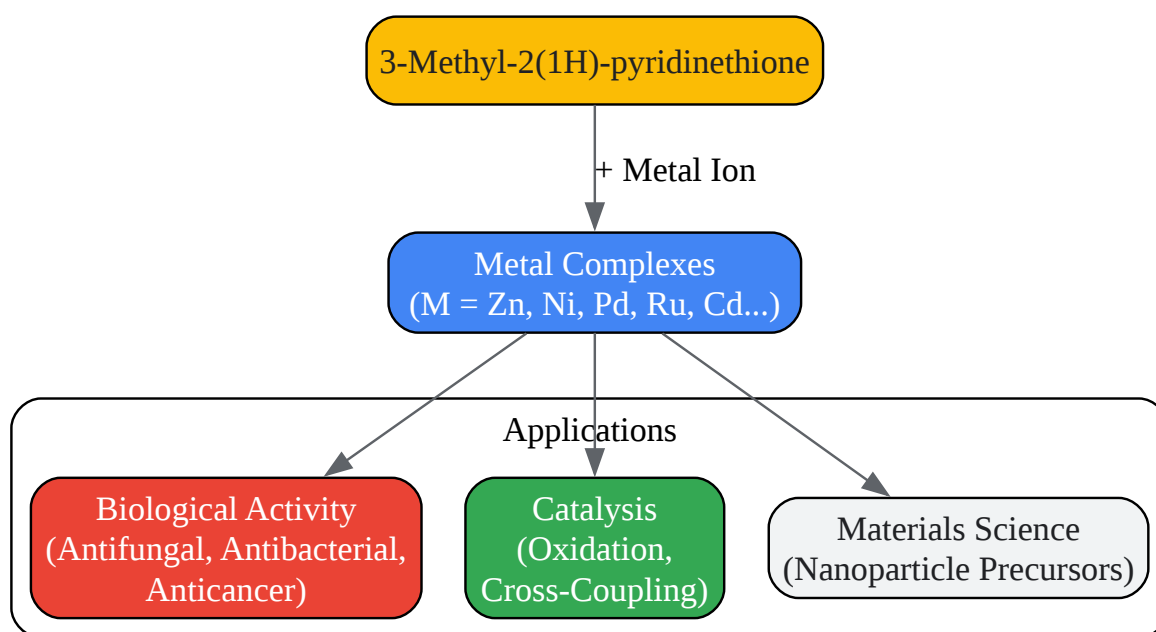 3-Methyl-2(1H)-pyridinethione
+ Metal Ion
Metal Complexes
(M = Zn, Ni, Pd, Ru, Cd...)
Applications
Biological Activity
(Antifungal, Antibacterial,
Anticancer)
Catalysis
(Oxidation,
Cross-Coupling)
Materials Science
(Nanoparticle Precursors)